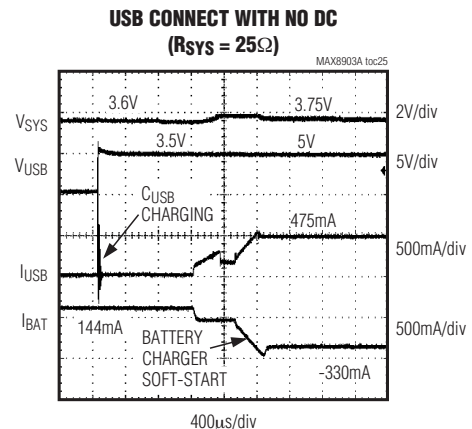 USB CONNECT WITH NO DC
(RSYS = 25Ω)
MAX8903A toc25
3.6V
3.75V
VSYS
2V/div
3.5V
5V
VUSB
5V/div
CUSB
CHARGING
475mA
IUSB
500mA/div
IBAT
144mA
500mA/div
BATTERY
CHARGER
SOFT-START
-330mA
400µs/div